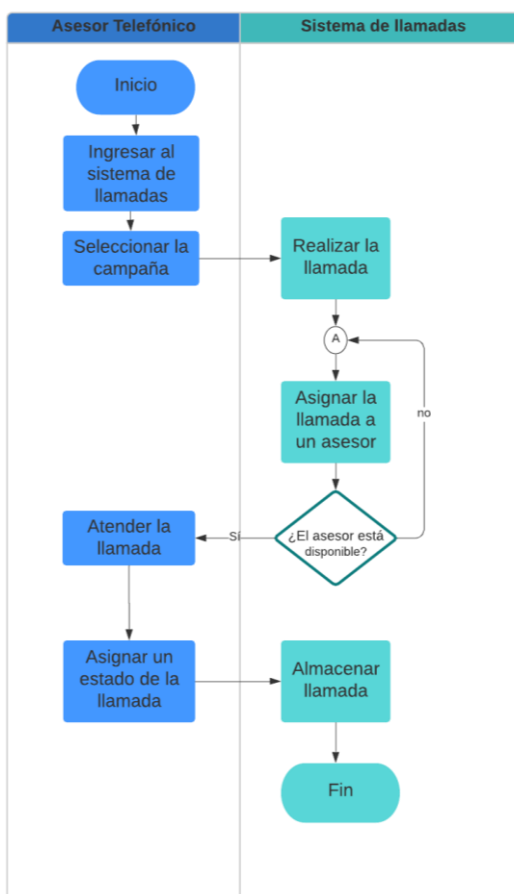 Asesor Telefónico
Sistema de llamadas
Inicio
Ingresar al
sistema de
llamadas
Seleccionar la
campaña
Realizar la
llamada
A
Asignar la
llamada a
un asesor
no
¿El asesor está
disponible?
Sí
Atender la
llamada
Asignar un
estado de la
llamada
Almacenar
llamada
Fin